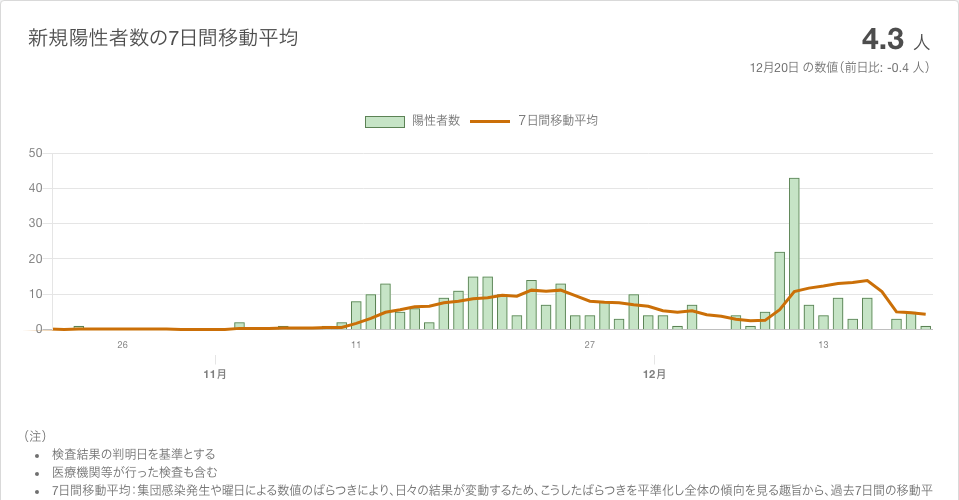 新規陽性者数の7日間移動平均
4.3 人
12月20日 の数値（前日比: -0.4 人）
陽性者数 7日間移動平均
50
40
30
20
10
0
26 11 27 13
11月 12月
（注）
• 検査結果の判明日を基準とする
• 医療機関等が行った検査も含む
• 7日間移動平均：集団感染発生や曜日による数値のばらつきにより、日々の結果が変動するため、こうしたばらつきを平準化し全体の傾向を見る趣旨から、過去7日間の移動平